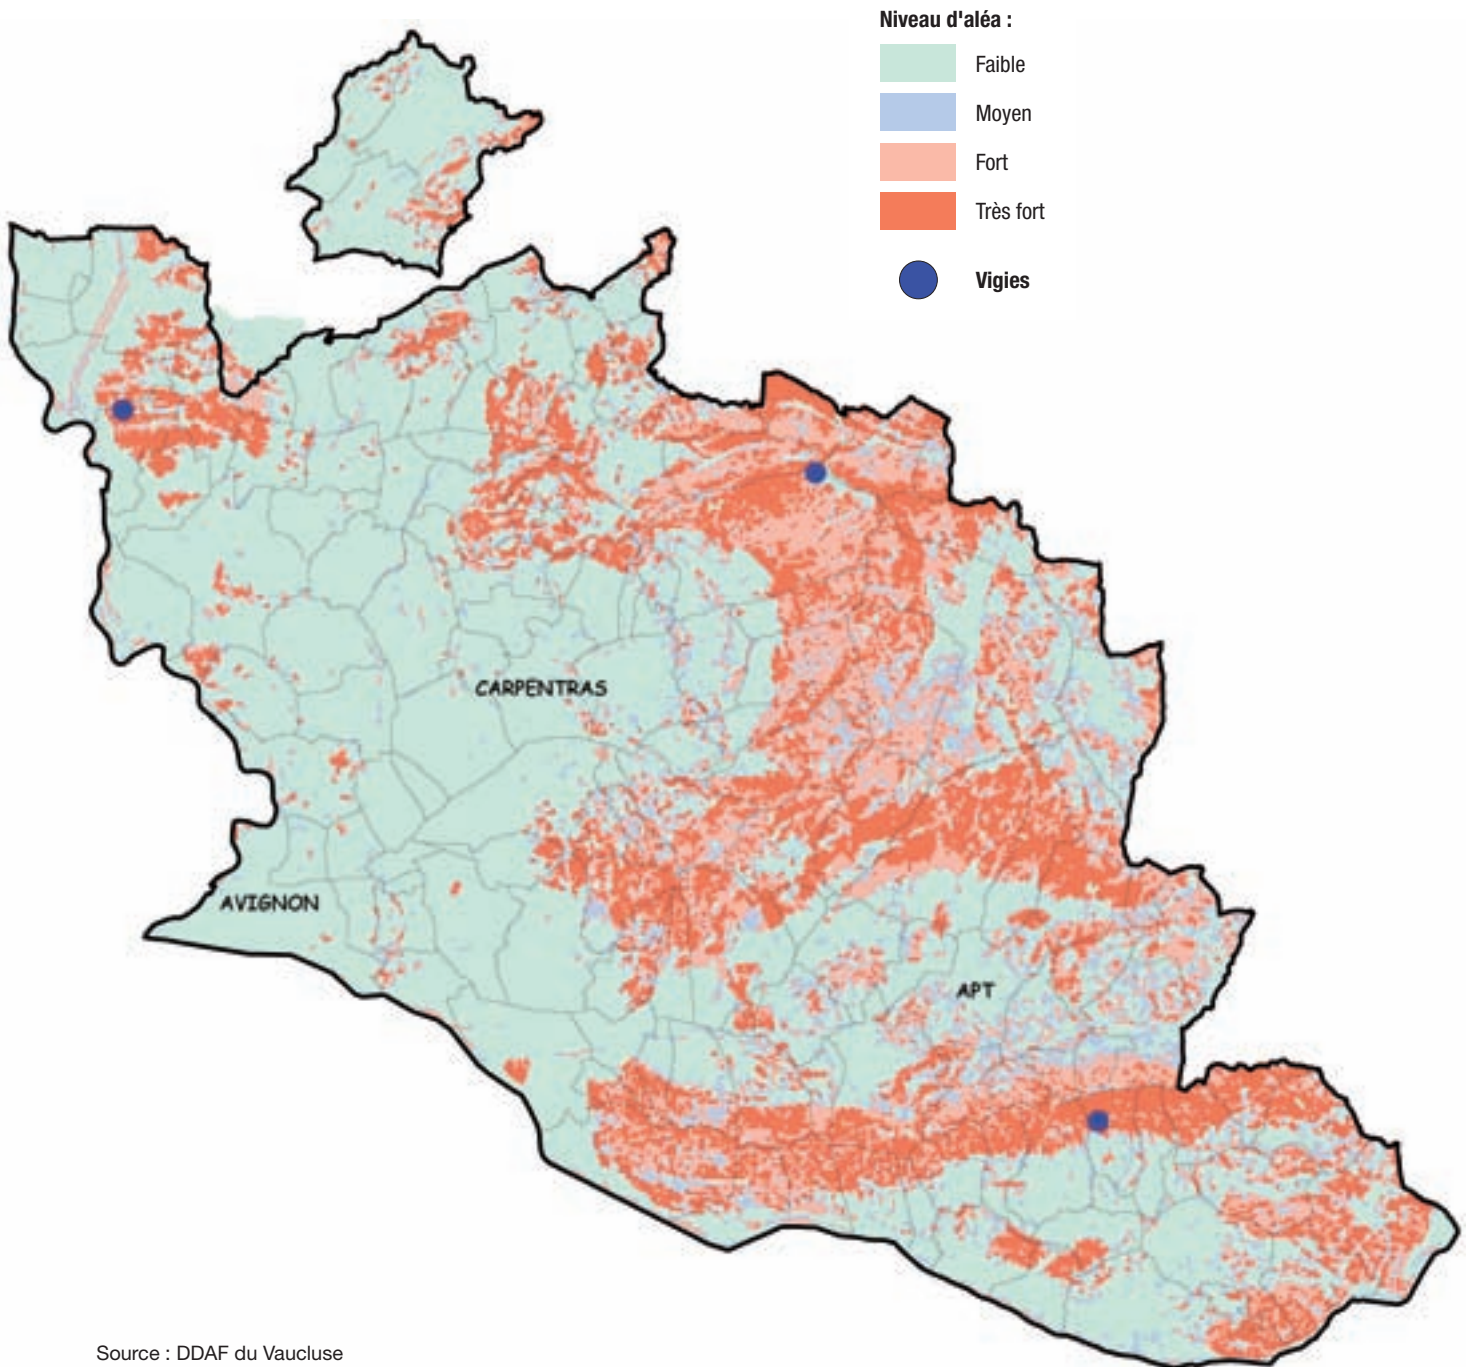 Niveau d'aléa :
Faible
Moyen
Fort
Très fort
Vigies
CARPENTRAS
AVIGNON
APT
Source : DDAF du Vaucluse